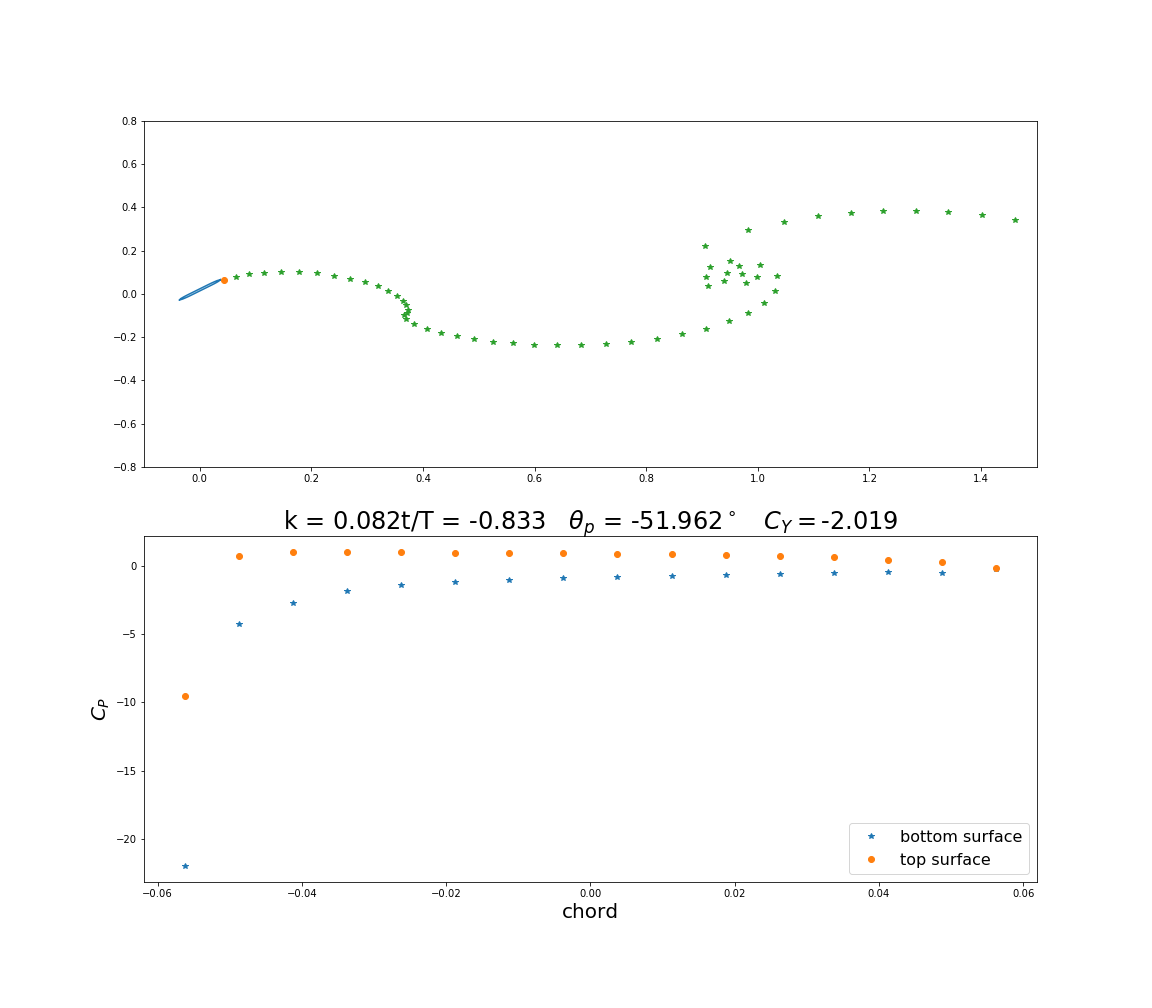 0.8
0.6
0.4
0.2
0.0
−0.2
−0.4
−0.6
−0.8
0.0 0.2 0.4 0.6 0.8 1.0 1.2 1.4
k = 0.082t/T = -0.833 θp = -51.962° CY = -2.019
0
−5
−10
−15
−20
CP
bottom surface
top surface
−0.06 −0.04 −0.02 0.00 0.02 0.04 0.06
chord